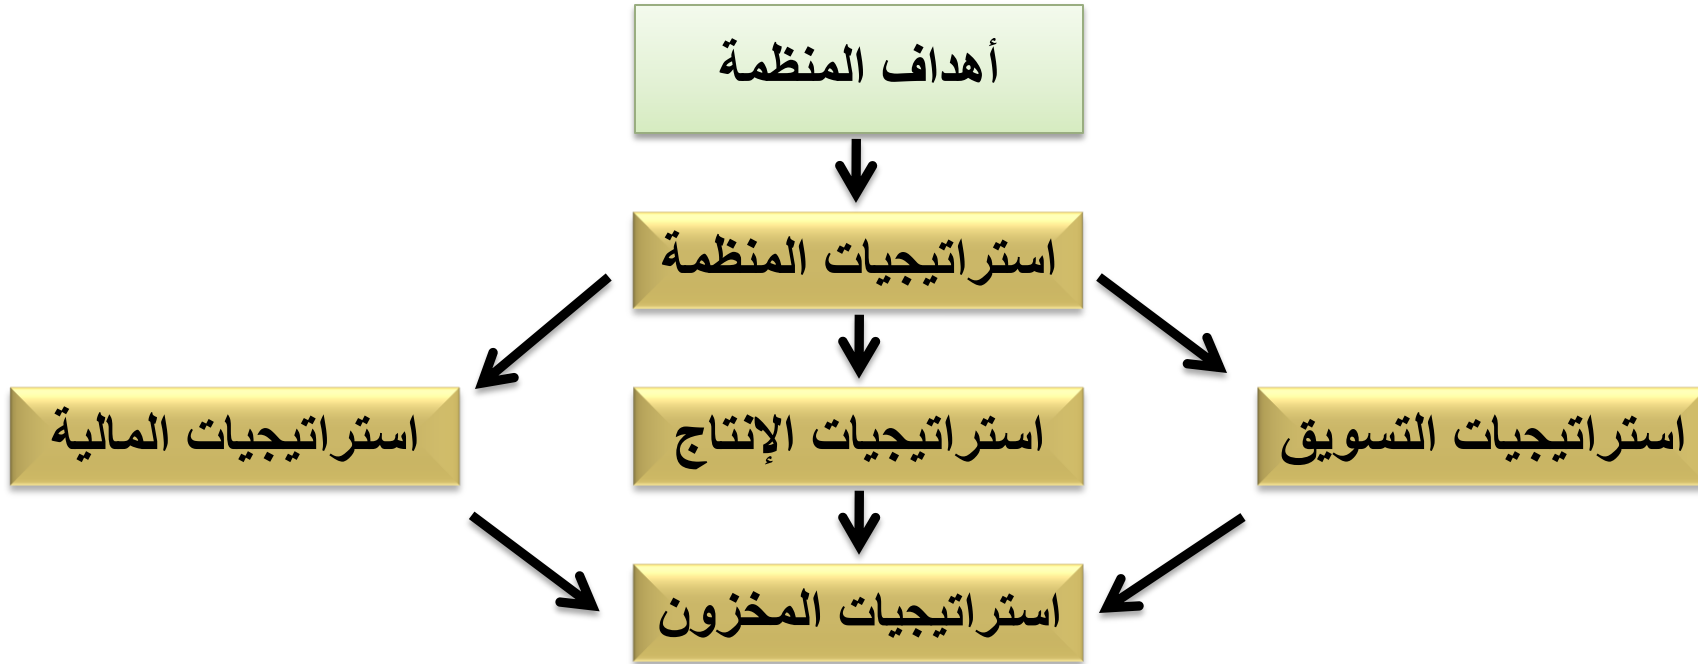 أهداف المنظمة
استراتيجيات المنظمة
استراتيجيات التسويق
استراتيجيات الإنتاج
استراتيجيات المالية
استراتيجيات المخزون